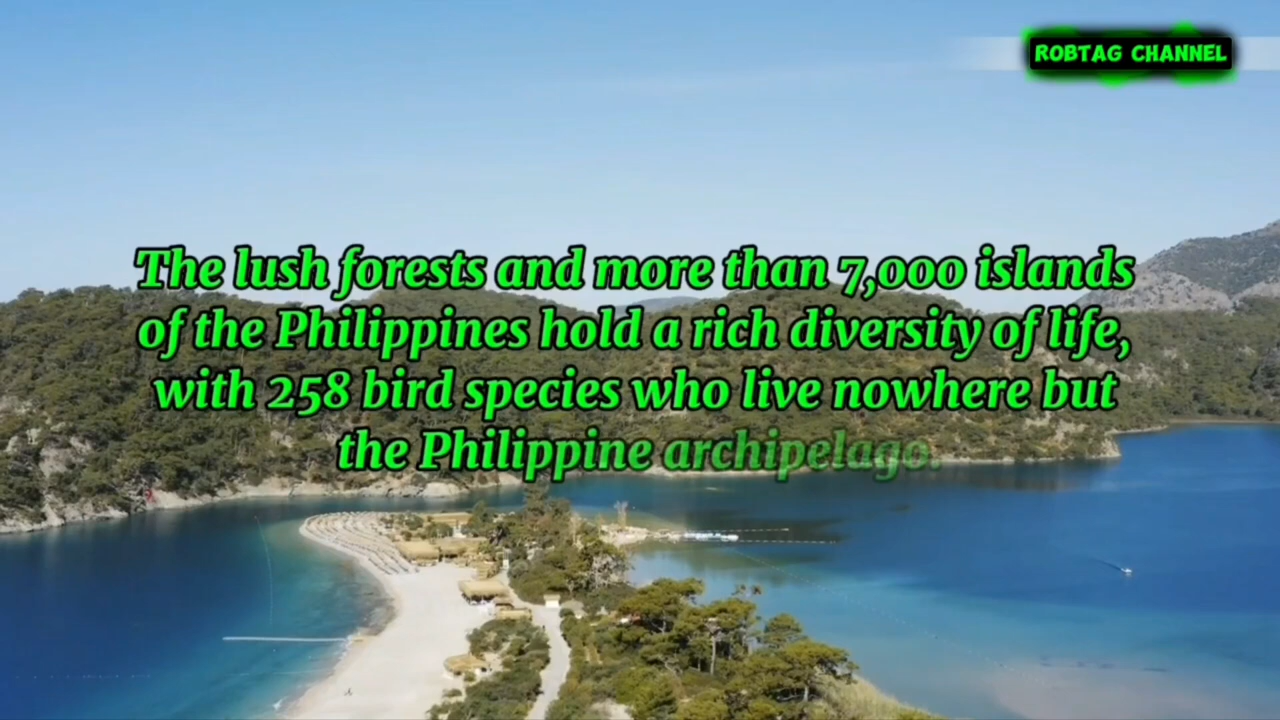 ROBTAG CHANNEL
The lush forests and more than 7,000 islands
of the Philippines hold a rich diversity of life,
with 258 bird species who live nowhere but
the Philippine archipelago.